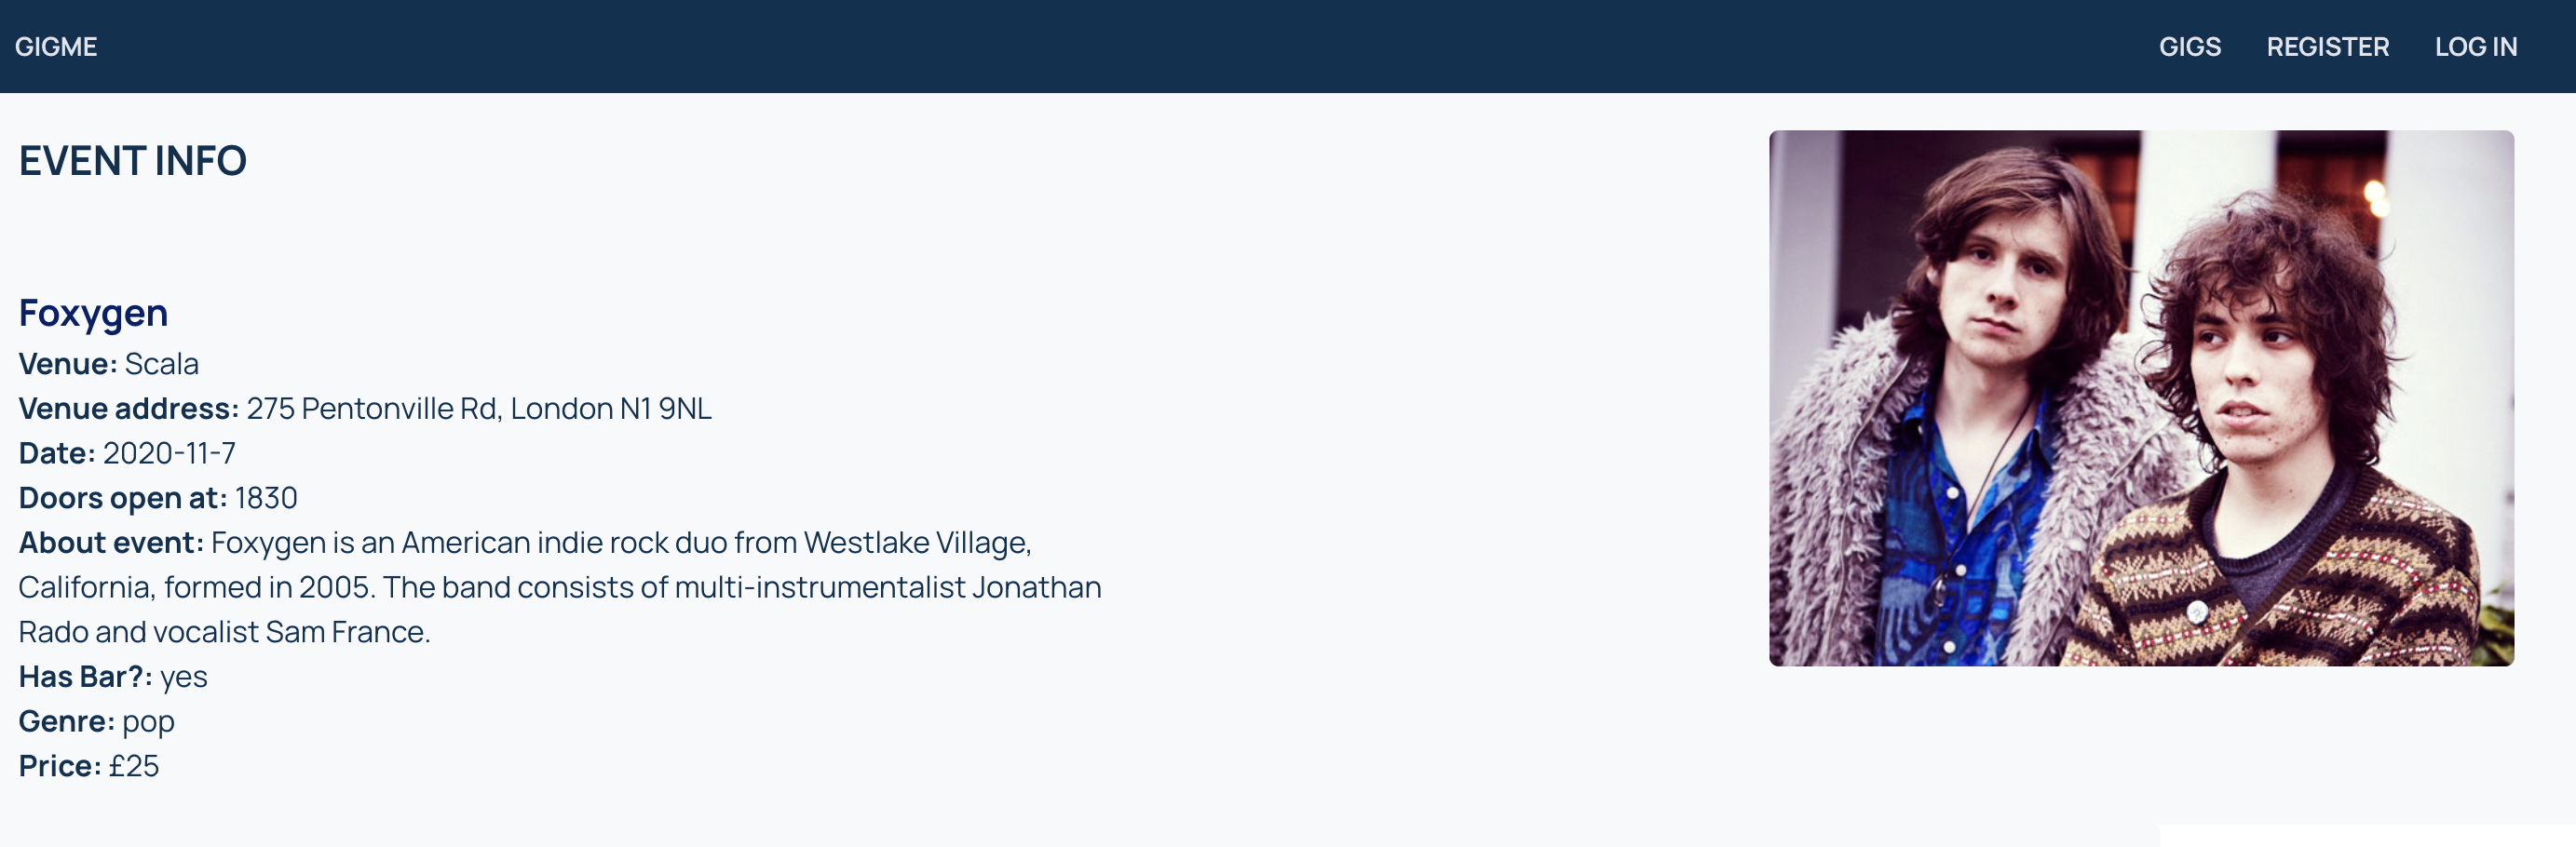 GIGME
GIGS
REGISTER
LOG IN
EVENT INFO
Foxygen
Venue: Scala
Venue address: 275 Pentonville Rd, London N1 9NL
Date: 2020-11-7
Doors open at: 1830
About event: Foxygen is an American indie rock duo from Westlake Village,
California, formed in 2005. The band consists of multi-instrumentalist Jonathan
Rado and vocalist Sam France.
Has Bar?: yes
Genre: pop
Price: £25